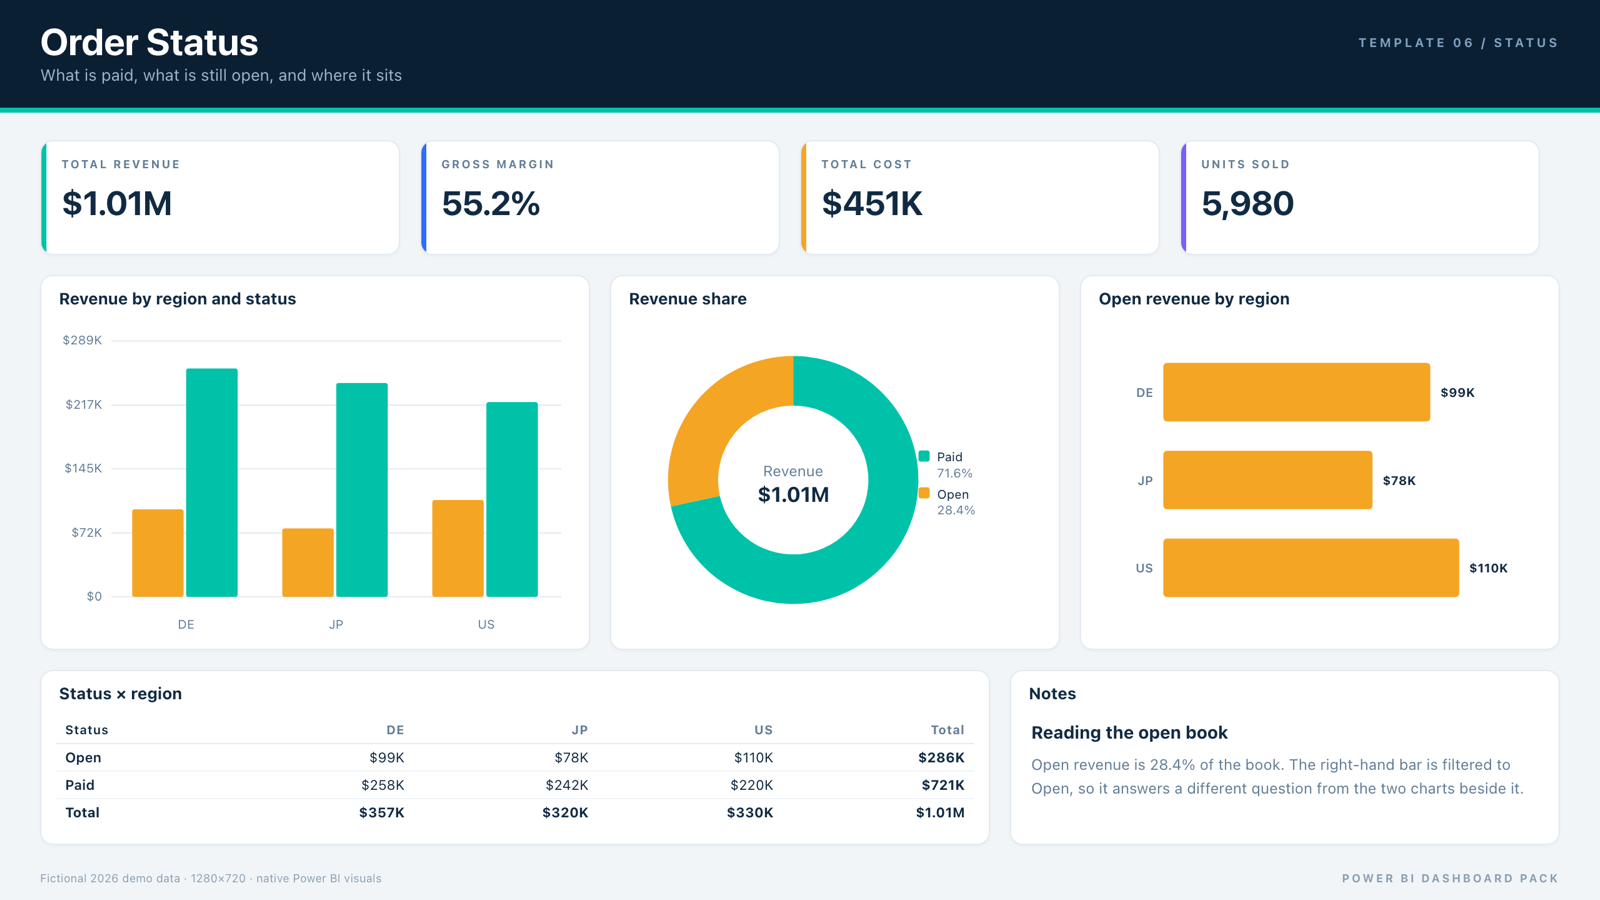 Order Status
TEMPLATE 06 / STATUS
What is paid, what is still open, and where it sits
TOTAL REVENUE
$1.01M
GROSS MARGIN
55.2%
TOTAL COST
$451K
UNITS SOLD
5,980
Revenue by region and status
$289K
$217K
$145K
$72K
$0
DE JP US
Revenue share
Revenue
$1.01M
Paid
71.6%
Open
28.4%
Open revenue by region
DE $99K
JP $78K
US $110K
Status × region
Status DE JP US Total
Open $99K $78K $110K $286K
Paid $258K $242K $220K $721K
Total $357K $320K $330K $1.01M
Notes
Reading the open book
Open revenue is 28.4% of the book. The right-hand bar is filtered to
Open, so it answers a different question from the two charts beside it.
Fictional 2026 demo data · 1280×720 · native Power BI visuals
POWER BI DASHBOARD PACK